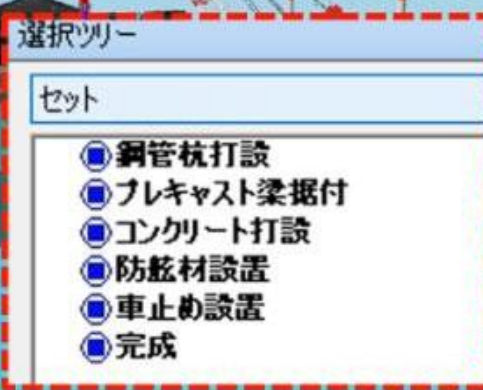 選択ツリー
セット
鋼管杭打設
プレキャスト梁据付
コンクリート打設
防舷材設置
車止め設置
完成